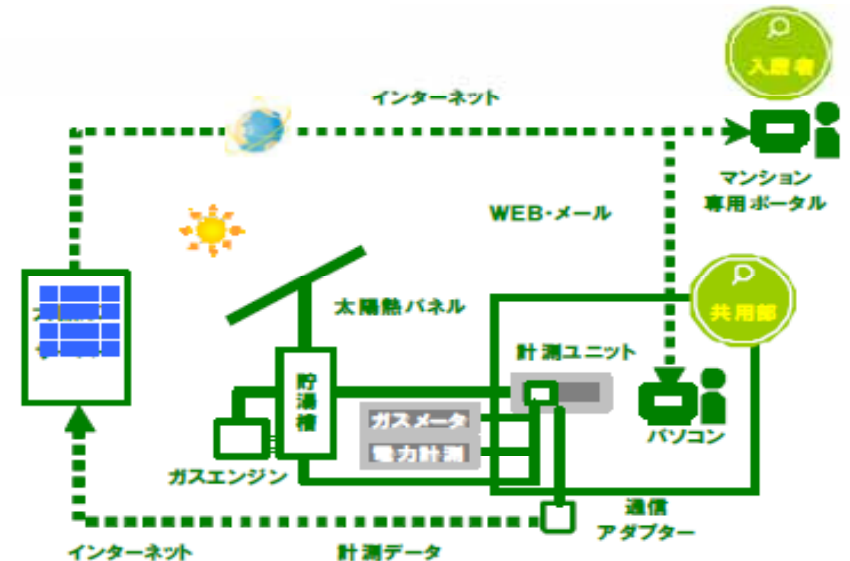 入居者
インターネット
マンション
専用ポータル
WEB・メール
共用部
太陽熱パネル
計測ユニット
貯湯槽
ガスメータ
電力計測
パソコン
ガスエンジン
通信
アダプター
インターネット
計測データ